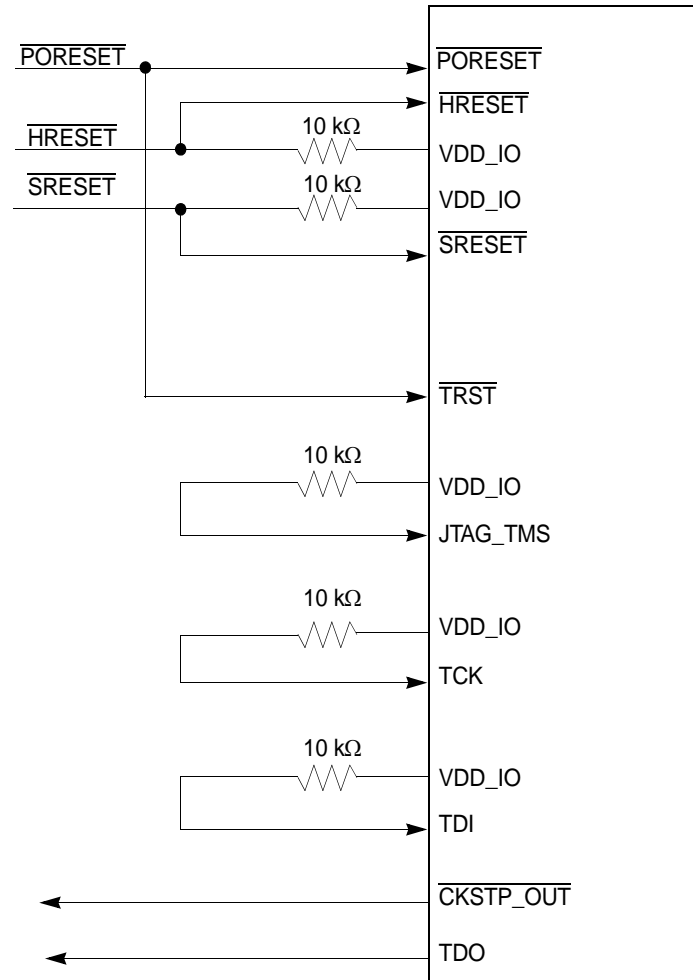 PORESET
PORESET
HRESET
10 kΩ
HRESET
VDD_IO
10 kΩ
SRESET
VDD_IO
SRESET
TRST
10 kΩ
VDD_IO
JTAG_TMS
10 kΩ
VDD_IO
TCK
10 kΩ
VDD_IO
TDI
CKSTP_OUT
TDO